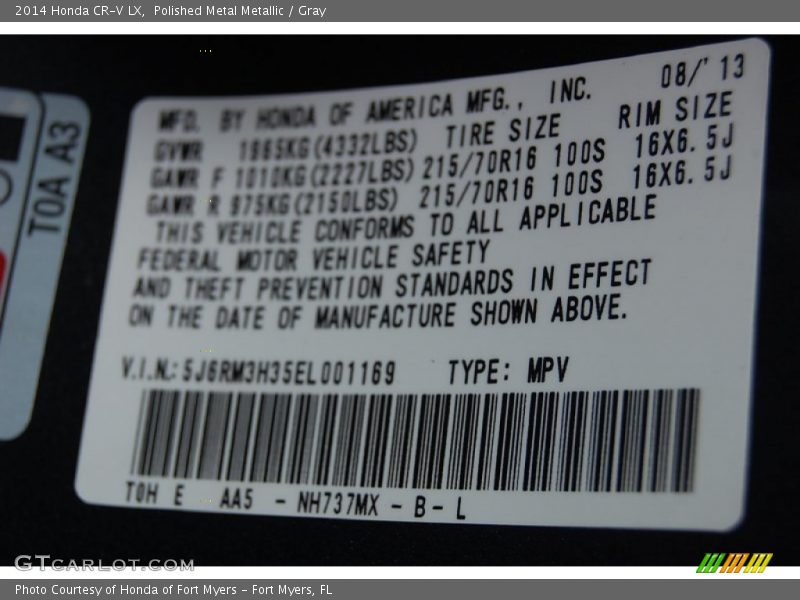 2014 Honda CR-V LX, Polished Metal Metallic / Gray
T0A A3
08/'13
MFD. BY HONDA OF AMERICA MFG., INC.
GVWR 1965KG(4332LBS) TIRE SIZE RIM SIZE
GAWR F 1010KG(2227LBS) 215/70R16 100S 16X6.5J
GAWR R 975KG(2150LBS) 215/70R16 100S 16X6.5J
THIS VEHICLE CONFORMS TO ALL APPLICABLE
FEDERAL MOTOR VEHICLE SAFETY
AND THEFT PREVENTION STANDARDS IN EFFECT
ON THE DATE OF MANUFACTURE SHOWN ABOVE.
V.I.N.: 5J6RM3H35EL001169 TYPE: MPV
T0H E AA5 - NH737MX - B - L
GTCARLOT.COM
Photo Courtesy of Honda of Fort Myers - Fort Myers, FL